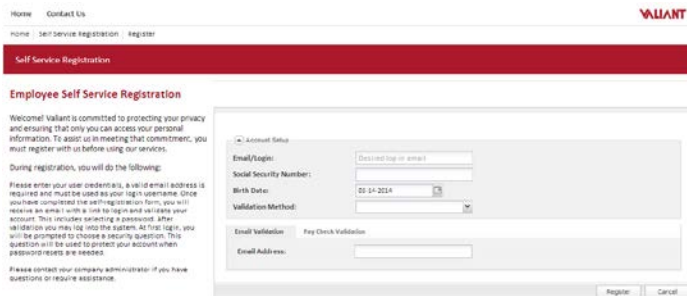 Home Contact Us
VALIANT
Home Self Service Registration Register
Self Service Registration
Employee Self Service Registration
Welcome! Valiant is committed to protecting your privacy
and ensuring that only you can access your personal
information. To assist us in meeting that commitment, you
must register with us before using our services.
During registration, you will do the following:
Please enter your user credentials, a valid email address is
required and must be used as your login username. Once
you have completed the self-registration form, you will
receive an email with a link to login and validate your
account. This includes selecting a password. After
validation you may log into the system. At first login, you
will be prompted to choose a security question. This
question will be used to protect your account when
password resets are needed.
Please contact your company administrator if you have
questions or require assistance.
Account Setup
Email/Login: Desired log in email
Social Security Number:
Birth Date: 05-14-2014
Validation Method:
Email Validation Pay Check Validation
Email Address:
Register Cancel